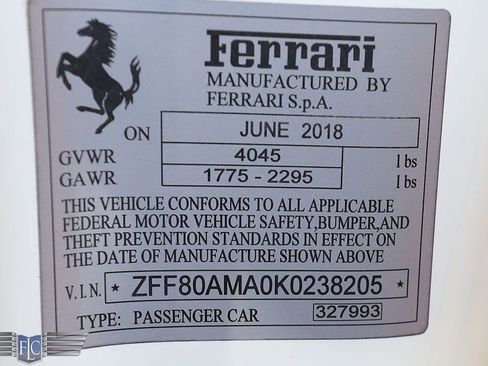 Ferrari
MANUFACTURED BY
FERRARI S.p.A.
ON JUNE 2018
GVWR 4045 lbs
GAWR 1775 - 2295 lbs
THIS VEHICLE CONFORMS TO ALL APPLICABLE
FEDERAL MOTOR VEHICLE SAFETY,BUMPER,AND
THEFT PREVENTION STANDARDS IN EFFECT ON
THE DATE OF MANUFACTURE SHOWN ABOVE
V.I.N. * ZFF80AMA0K0238205 *
TYPE: PASSENGER CAR 327993
FLC